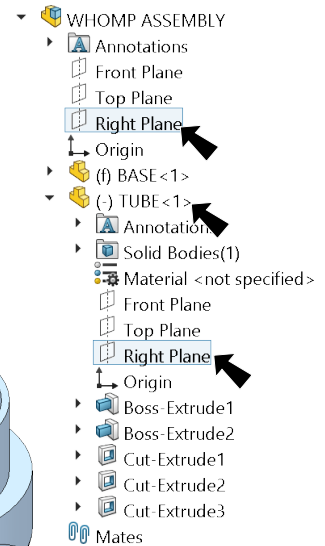 WHOMP ASSEMBLY
Annotations
Front Plane
Top Plane
Right Plane
Origin
(f) BASE<1>
(-) TUBE<1>
Solid Bodies(1)
Material <not specified>
Front Plane
Top Plane
Right Plane
Origin
Boss-Extrude1
Boss-Extrude2
Cut-Extrude1
Cut-Extrude2
Cut-Extrude3
Mates